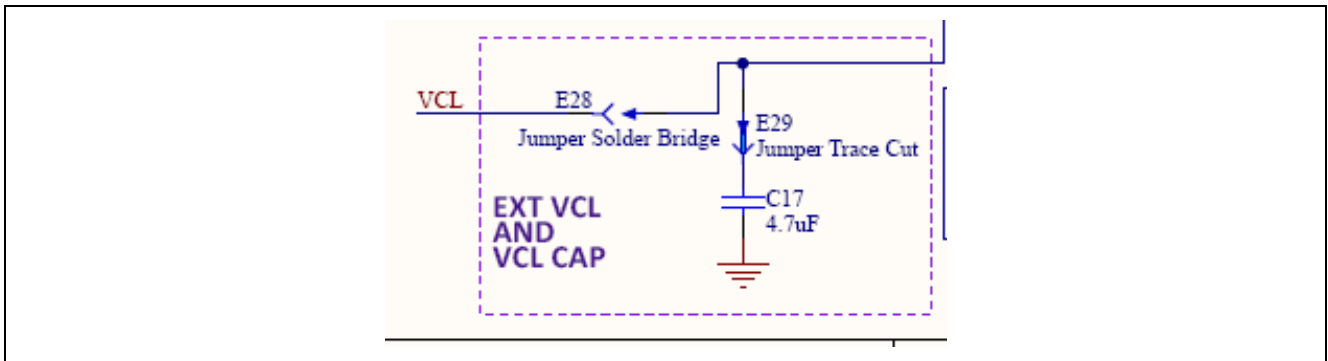 VCL
E28
Jumper Solder Bridge
E29
Jumper Trace Cut
C17
4.7uF
EXT VCL
AND
VCL CAP